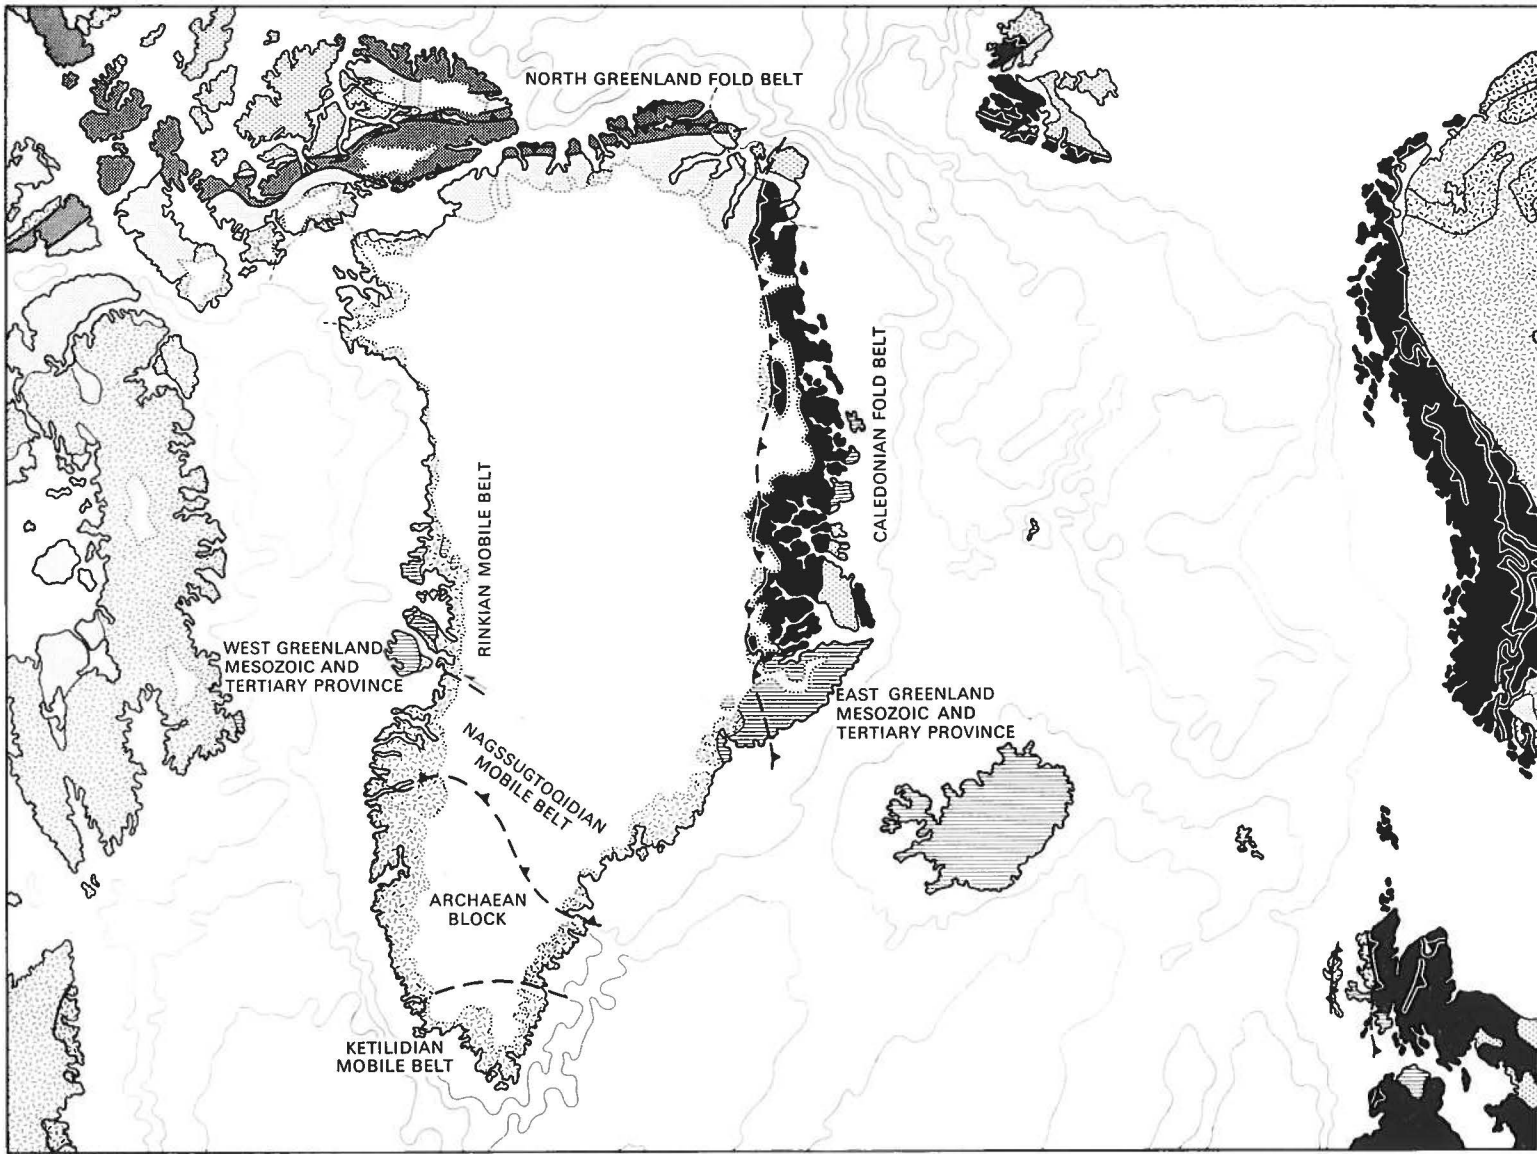 NORTH GREENLAND FOLD BELT
CALEDONIAN FOLD BELT
RINKIAN MOBILE BELT
WEST GREENLAND
MESOZOIC AND
TERTIARY PROVINCE
EAST GREENLAND
MESOZOIC AND
TERTIARY PROVINCE
NAGSSUGTOQIDIAN
MOBILE BELT
ARCHAEAN
BLOCK
KETILIDIAN
MOBILE BELT